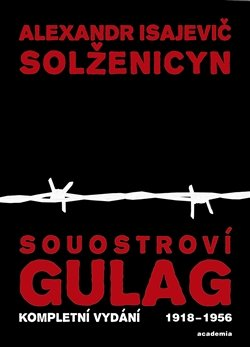 ALEXANDR ISAJEVIČ
SOLŽENICYN
SOUOSTROVÍ
GULAG
KOMPLETNÍ VYDÁNÍ 1918–1956
academia